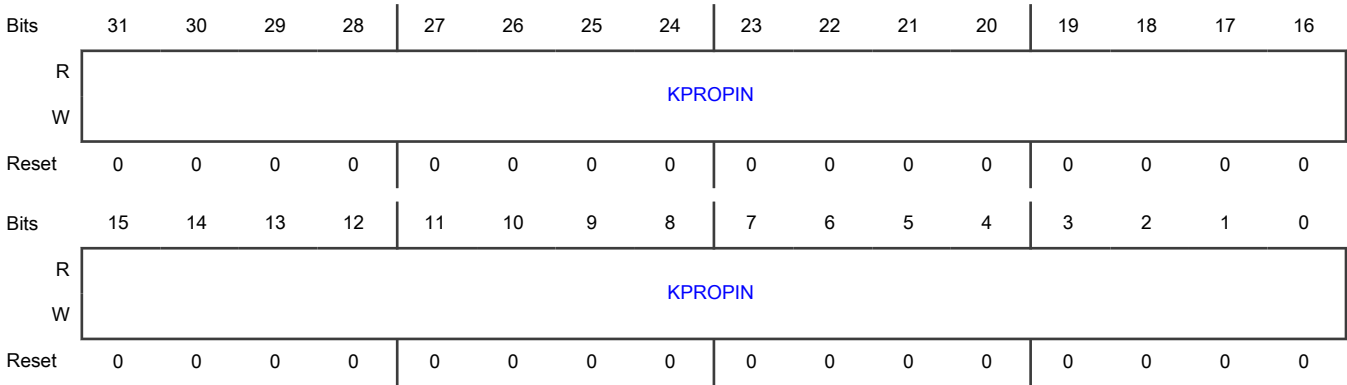 Bits 31 30 29 28 27 26 25 24 23 22 21 20 19 18 17 16
R
KPROPIN
W
Reset 0 0 0 0 0 0 0 0 0 0 0 0 0 0 0 0
Bits 15 14 13 12 11 10 9 8 7 6 5 4 3 2 1 0
R
KPROPIN
W
Reset 0 0 0 0 0 0 0 0 0 0 0 0 0 0 0 0